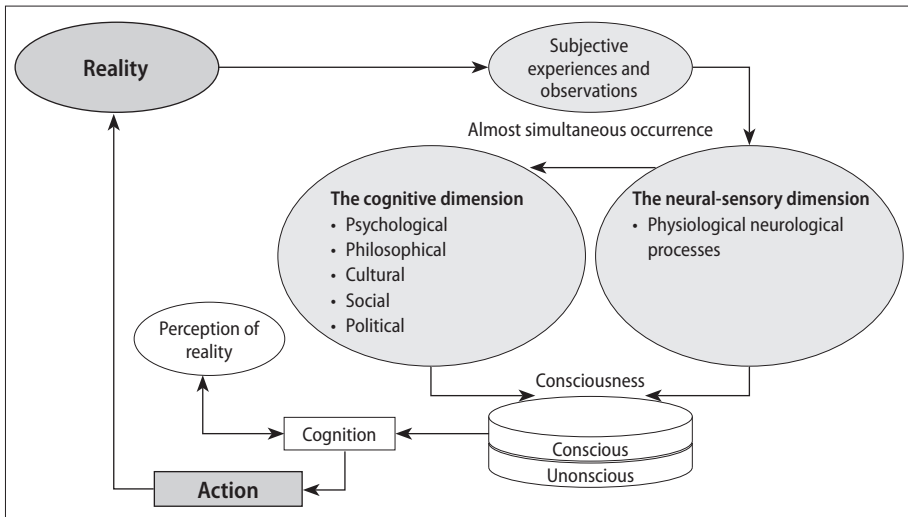 Reality
Subjective
experiences and
observations
Almost simultaneous occurrence
The cognitive dimension
• Psychological
• Philosophical
• Cultural
• Social
• Political
The neural-sensory dimension
• Physiological neurological
processes
Perception of
reality
Consciousness
Cognition
Conscious
Unonscious
Action